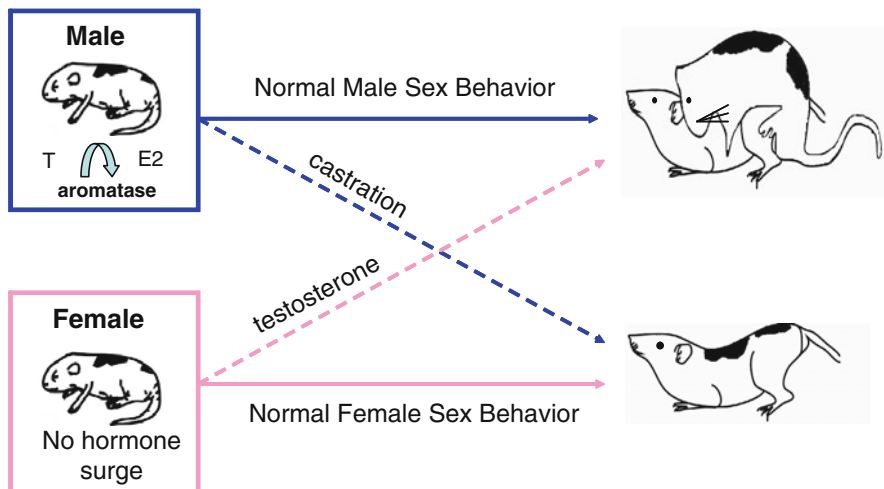 Male
T E2
aromatase
Normal Male Sex Behavior
castration
testosterone
Female
No hormone
surge
Normal Female Sex Behavior